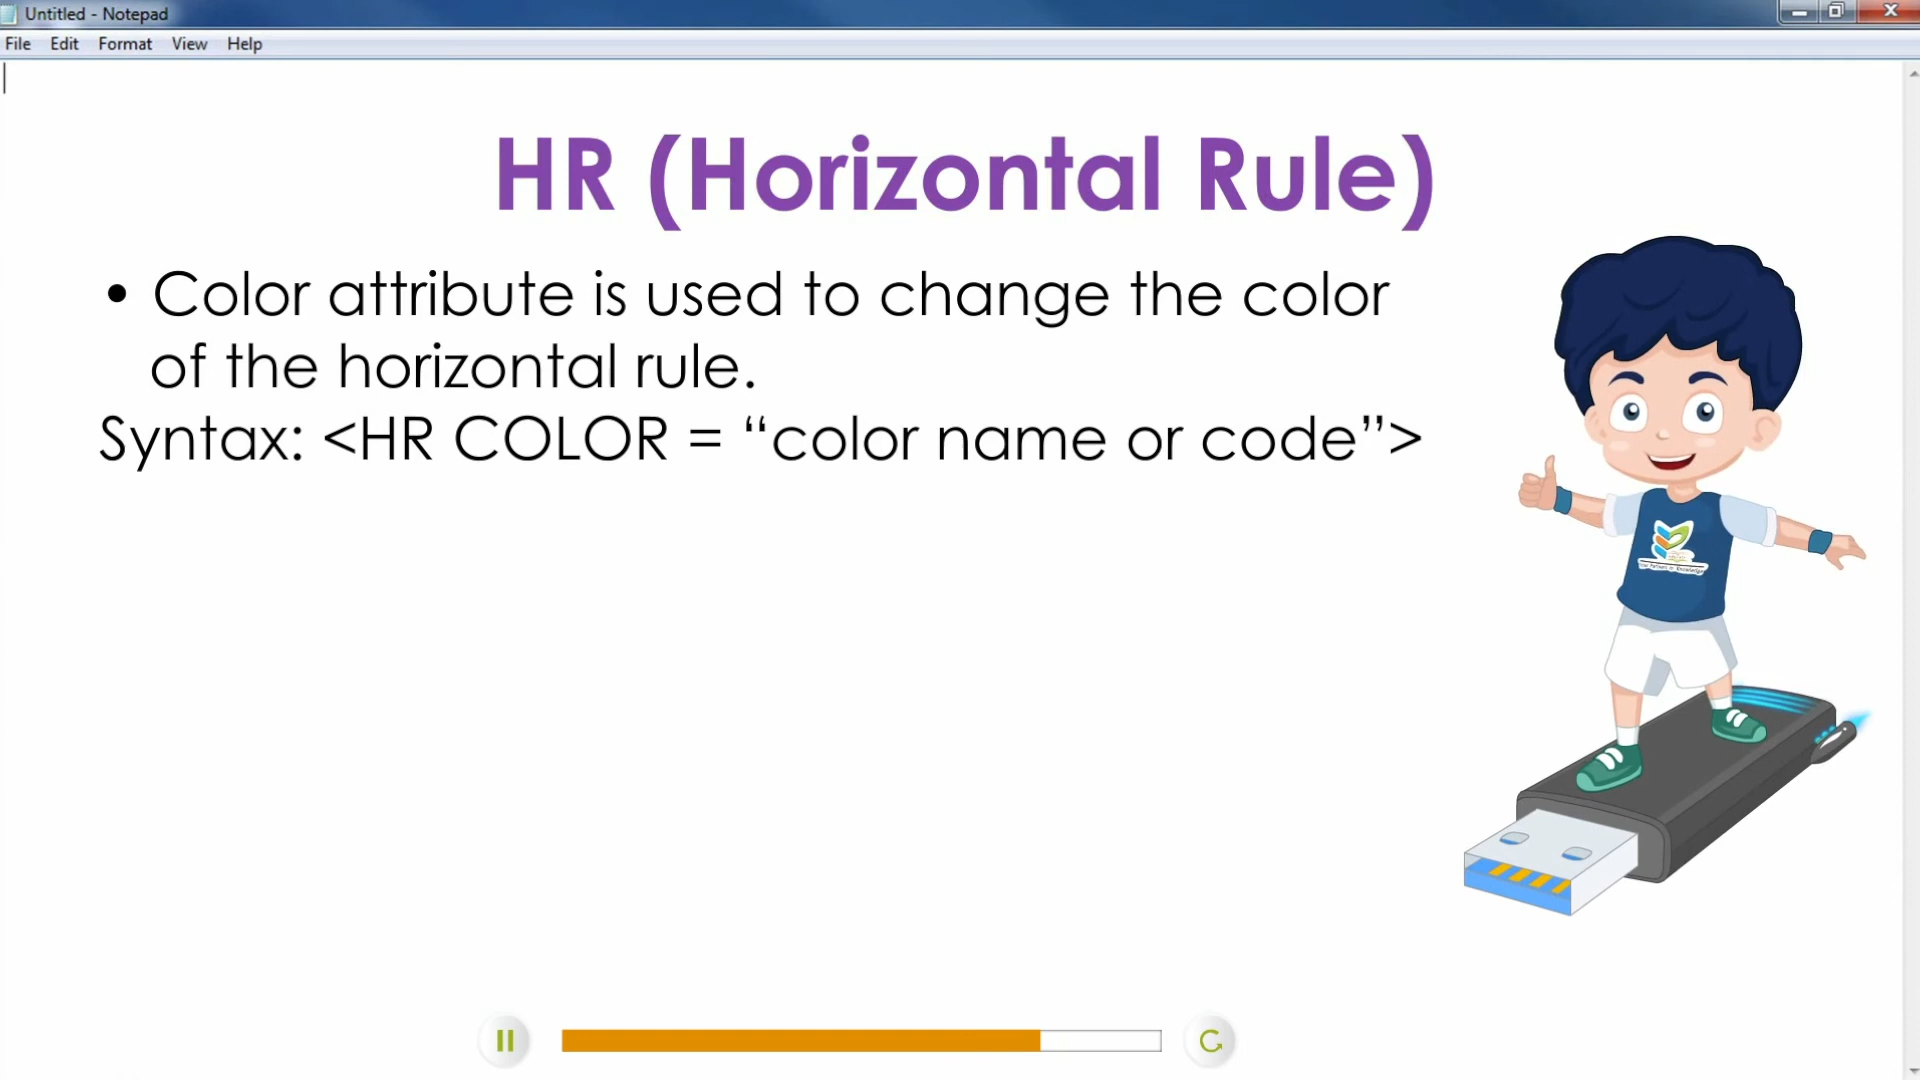 Untitled - Notepad
File Edit Format View Help
HR (Horizontal Rule)
• Color attribute is used to change the color
of the horizontal rule.
Syntax: <HR COLOR = “color name or code”>